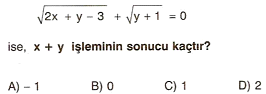 √(2x + y − 3) + √(y + 1) = 0
ise, x + y işleminin sonucu kaçtır?
A) − 1 B) 0 C) 1 D) 2